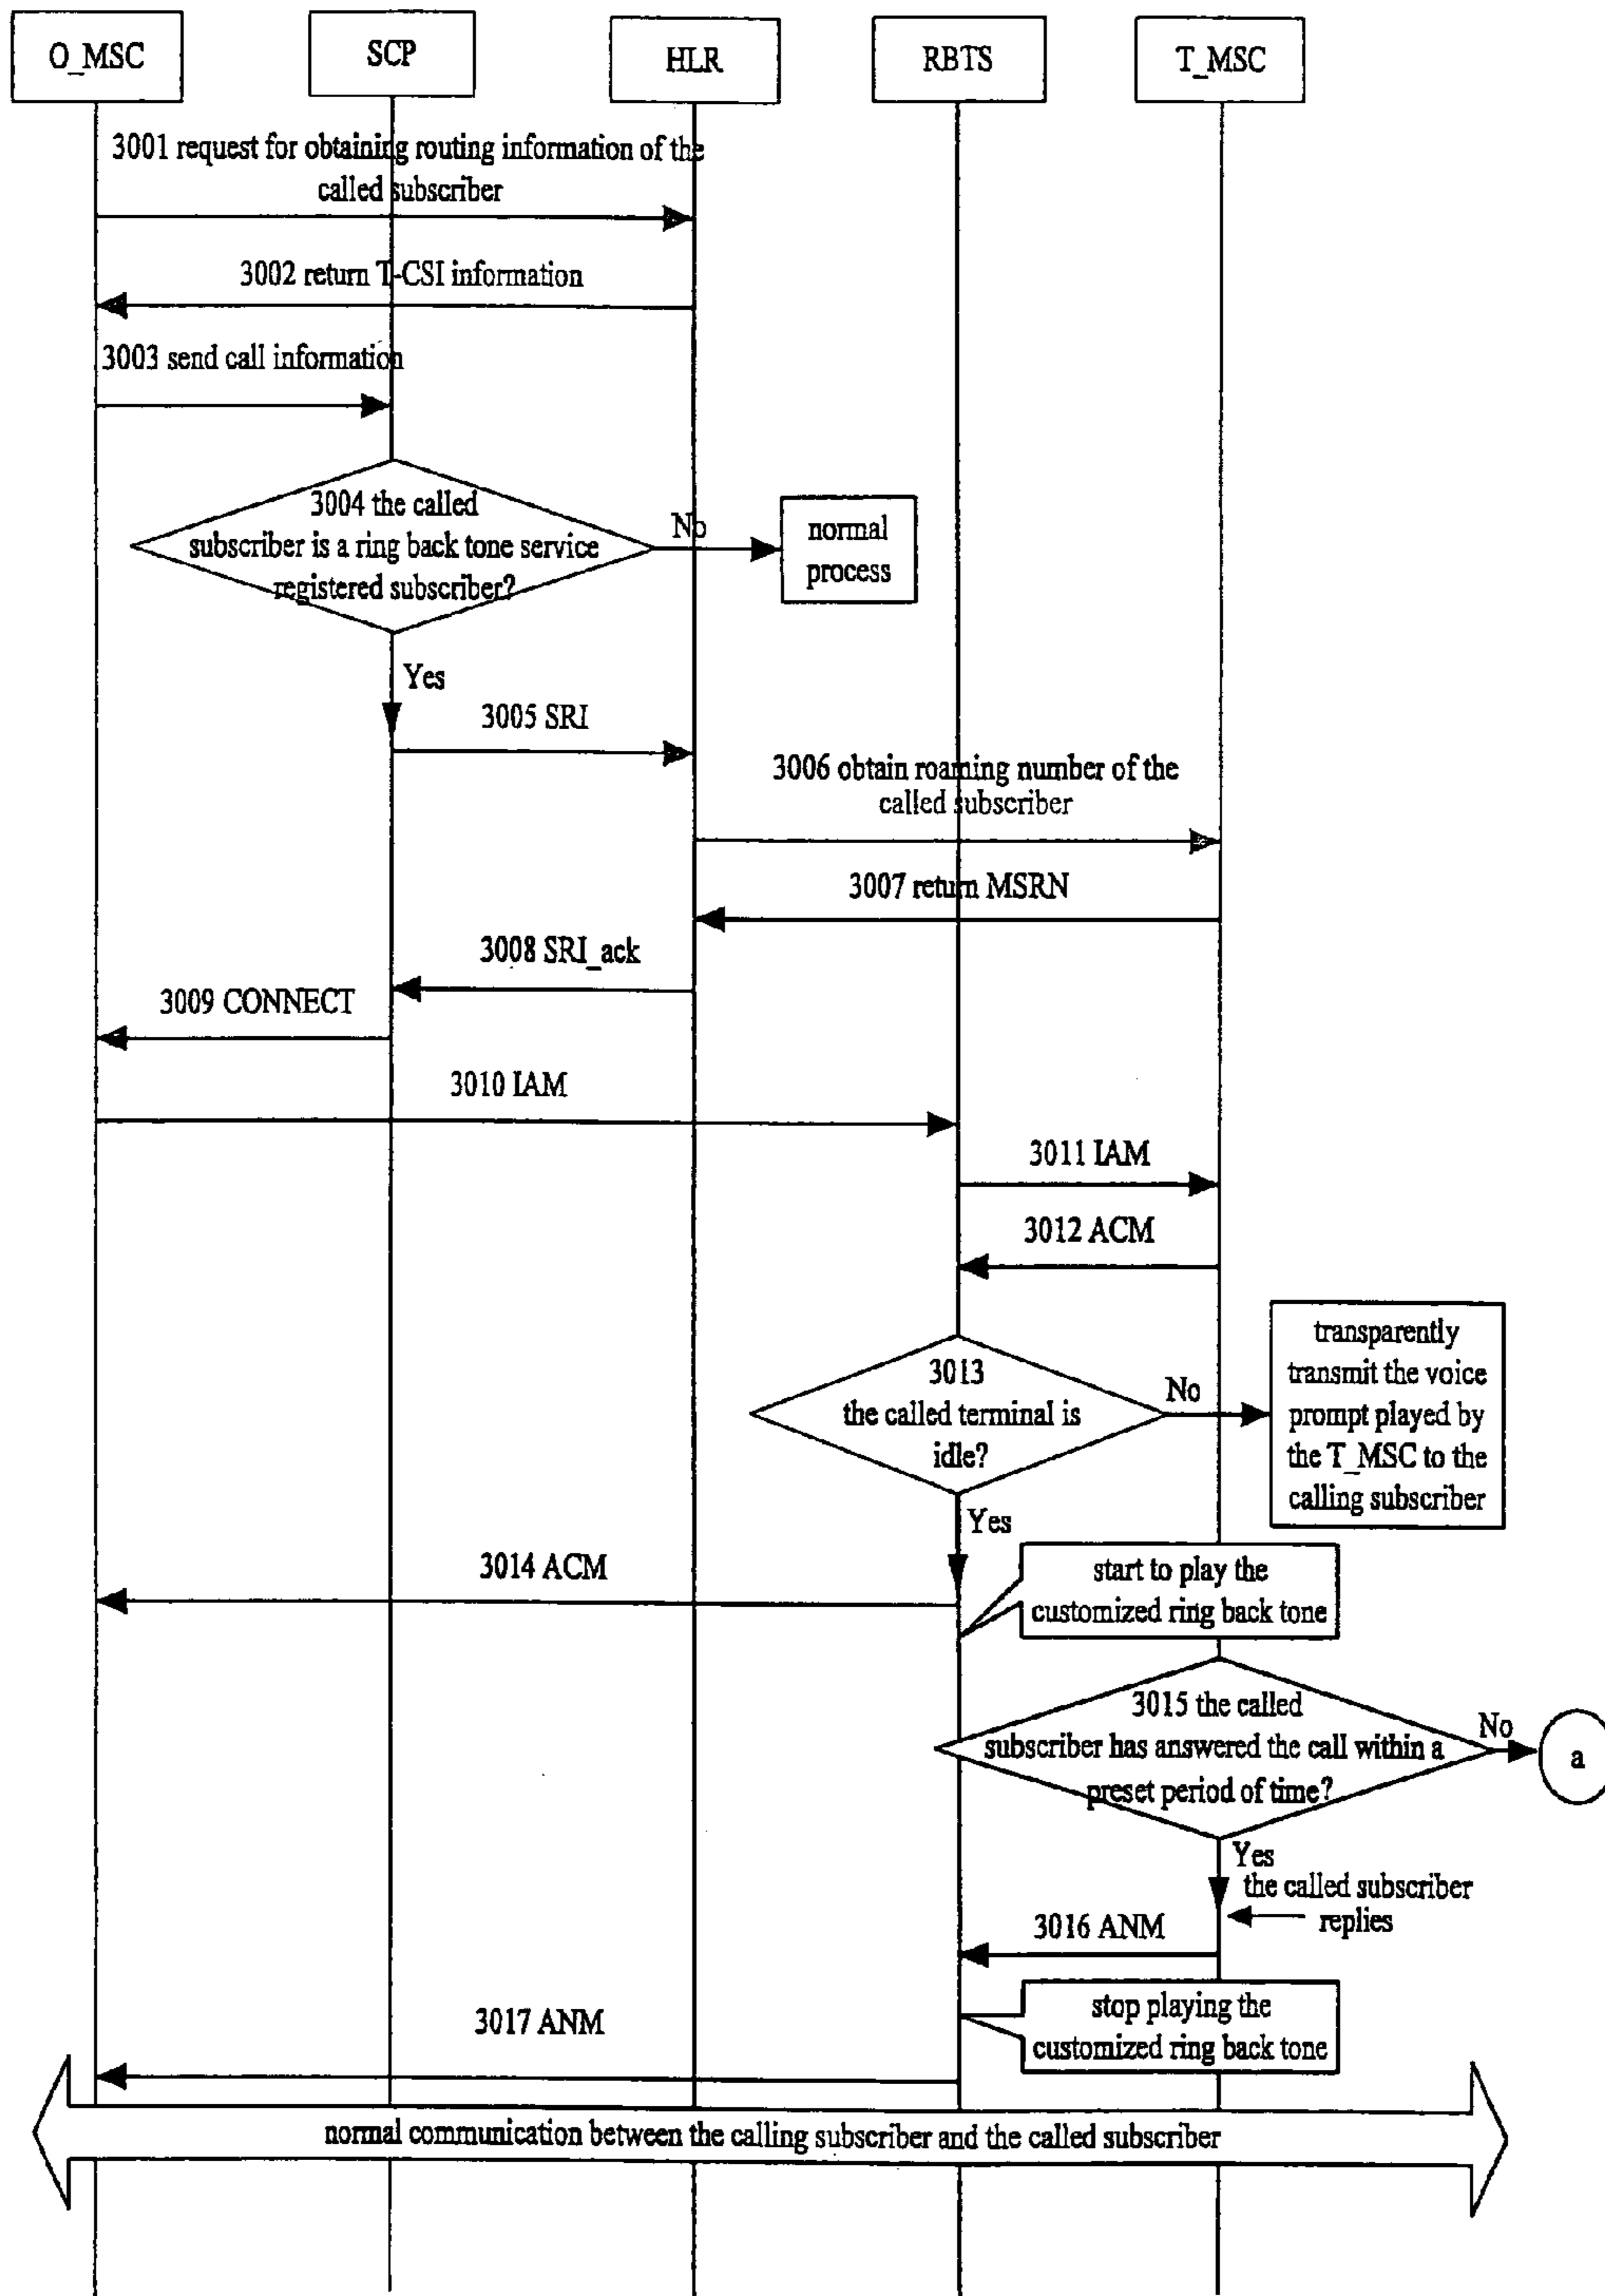 O_MSC
SCP
HLR
RBTS
T_MSC
3001 request for obtaining routing information of the
called subscriber
3002 return T-CSI information
3003 send call information
3004 the called
subscriber is a ring back tone service
registered subscriber?
No
normal
process
Yes
3005 SRI
3006 obtain roaming number of the
called subscriber
3007 return MSRN
3008 SRI_ack
3009 CONNECT
3010 IAM
3011 IAM
3012 ACM
3013
the called terminal is
idle?
No
transparently
transmit the voice
prompt played by
the T_MSC to the
calling subscriber
Yes
3014 ACM
start to play the
customized ring back tone
3015 the called
subscriber has answered the call within a
preset period of time?
No
a
Yes
the called subscriber
replies
3016 ANM
stop playing the
customized ring back tone
3017 ANM
normal communication between the calling subscriber and the called subscriber